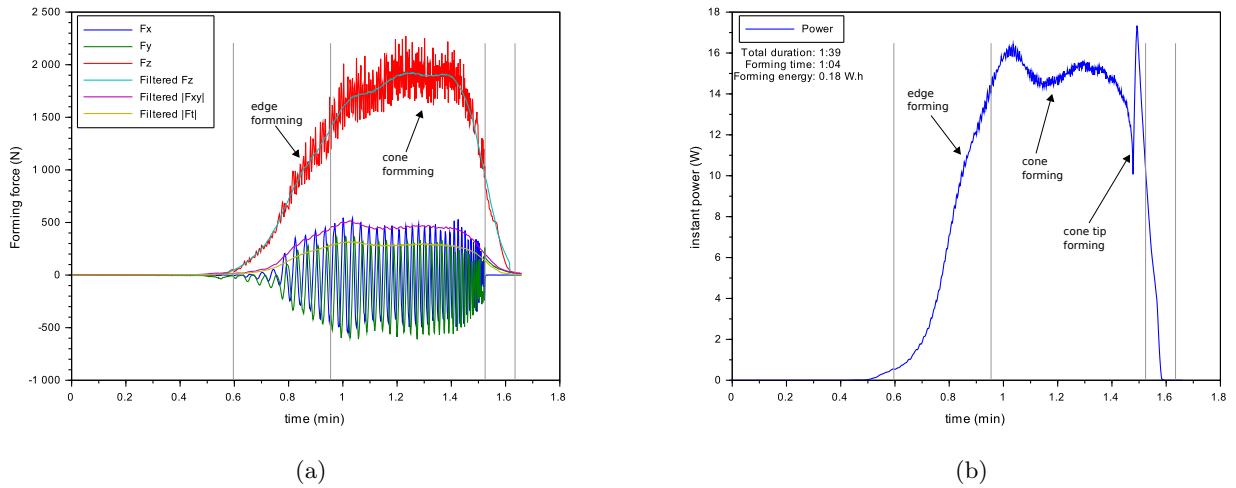 2 500
2 000
1 500
1 000
500
0
-500
-1 000
Forming force (N)
Fx
Fy
Fz
Filtered Fz
Filtered |Fxy|
Filtered |Ft|
edge
formming
cone
formming
0
0.2
0.4
0.6
0.8
1
1.2
1.4
1.6
1.8
time (min)
(a)
18
16
14
12
10
8
6
4
2
0
instant power (W)
Power
Total duration: 1:39
Forming time: 1:04
Forming energy: 0.18 W.h
edge
forming
cone
forming
cone tip
forming
0
0.2
0.4
0.6
0.8
1
1.2
1.4
1.6
1.8
time (min)
(b)